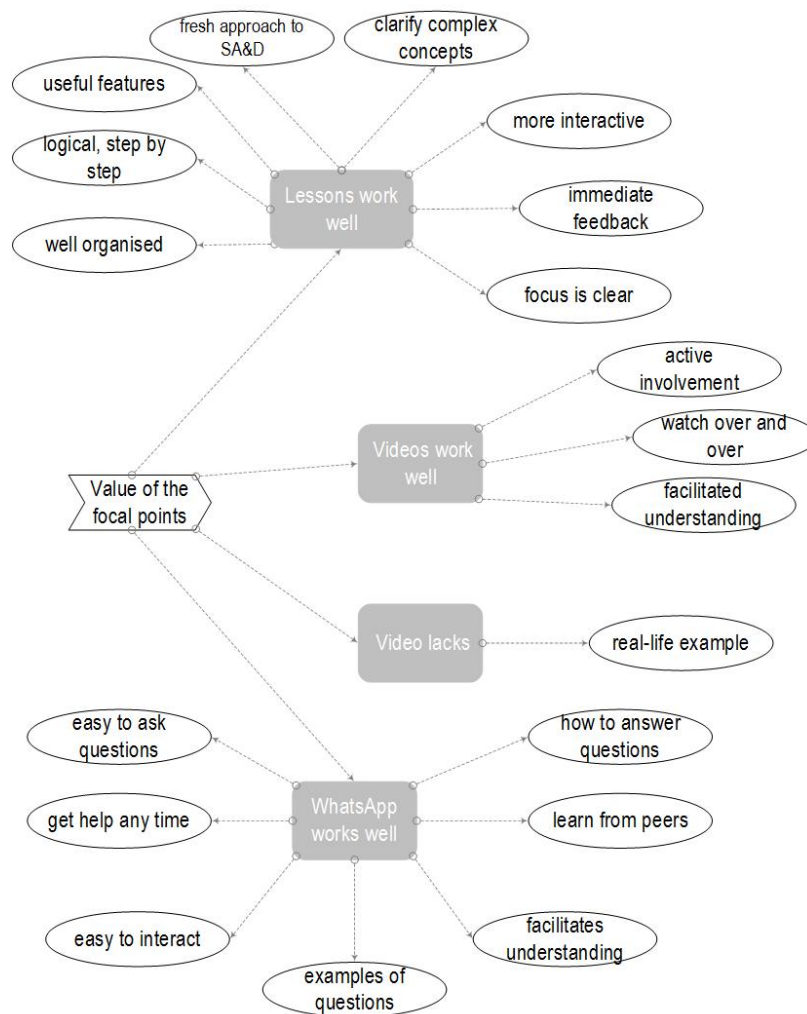 fresh approach to
SA&D
clarify complex
concepts
useful features
more interactive
logical, step by
step
Lessons work
well
immediate
feedback
well organised
focus is clear
active
involvement
Videos work
well
watch over and
over
Value of the
focal points
facilitated
understanding
Video lacks
real-life example
easy to ask
questions
how to answer
questions
WhatsApp
works well
get help any time
learn from peers
easy to interact
facilitates
understanding
examples of
questions